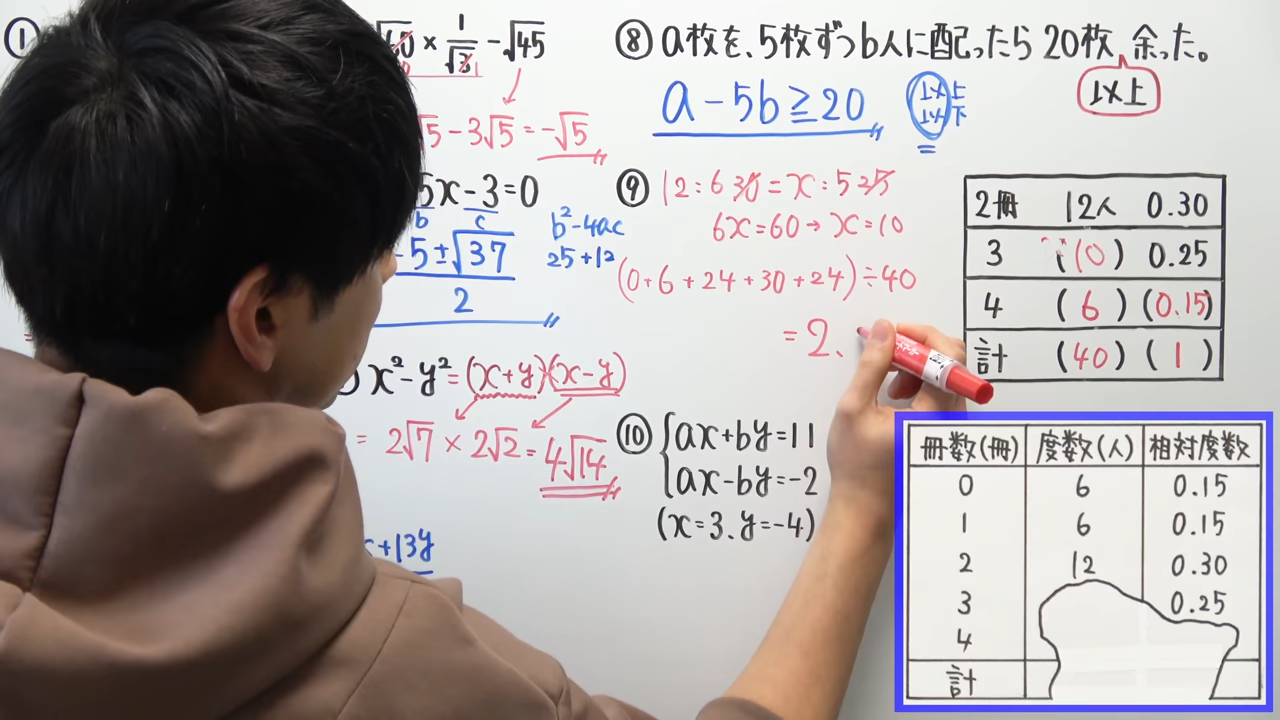 ①
√60 × 1/√3 − √45
√5 − 3√5 = −√5
5x − 3 = 0
b c
b² − 4ac
25 + 12
−5 ± √37
2
x² − y² = (x + y)(x − y)
= 2√7 × 2√2 = 4√14
x + 13y
⑧ a枚を、5枚ずつb人に配ったら 20枚 余った。
以上
a − 5b ≧ 20
以上
以下
⑨ 12 : 6 30 = x : 5 25
6x = 60 → x = 10
(0 + 6 + 24 + 30 + 24) ÷ 40
= 2.
2冊 12人 0.30
3 (10) 0.25
4 (6) (0.15)
計 (40) (1)
⑩ { ax + by = 11
ax − by = −2
(x = 3、y = −4)
冊数(冊) 度数(人) 相対度数
0 6 0.15
1 6 0.15
2 12 0.30
3 0.25
4
計